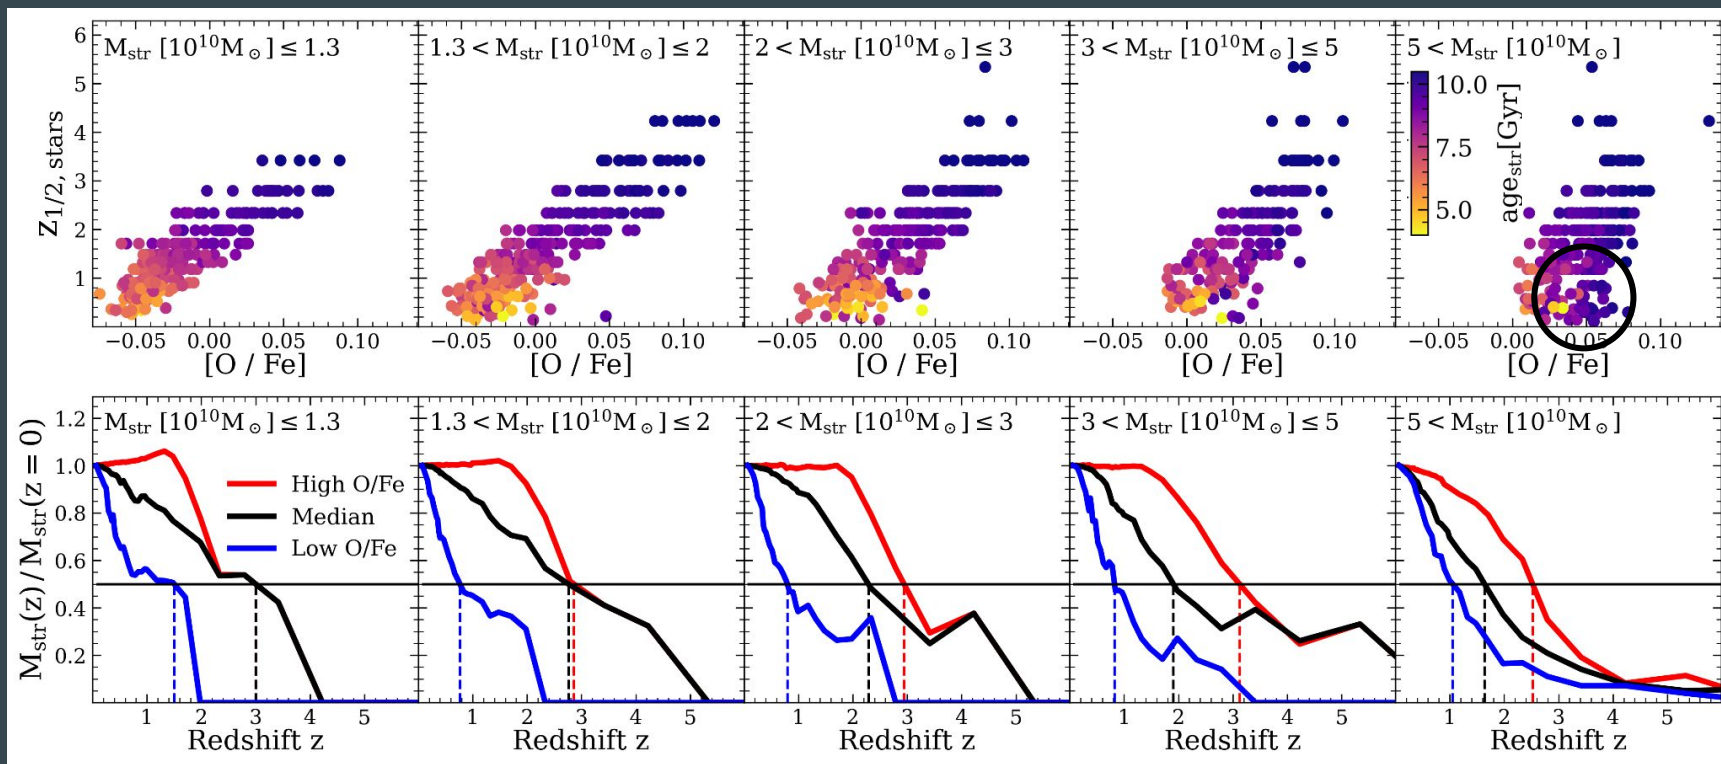 M_str [10^10 M_⊙] ≤ 1.3
1.3 < M_str [10^10 M_⊙] ≤ 2
2 < M_str [10^10 M_⊙] ≤ 3
3 < M_str [10^10 M_⊙] ≤ 5
5 < M_str [10^10 M_⊙]
Z_1/2, stars
6
5
4
3
2
1
10.0
7.5
5.0
age_str [Gyr]
−0.05 0.00 0.05 0.10
−0.05 0.00 0.05 0.10
−0.05 0.00 0.05 0.10
−0.05 0.00 0.05 0.10
−0.05 0.00 0.05 0.10
[O / Fe]
[O / Fe]
[O / Fe]
[O / Fe]
[O / Fe]
M_str [10^10 M_⊙] ≤ 1.3
1.3 < M_str [10^10 M_⊙] ≤ 2
2 < M_str [10^10 M_⊙] ≤ 3
3 < M_str [10^10 M_⊙] ≤ 5
5 < M_str [10^10 M_⊙]
M_str(z) / M_str(z = 0)
1.2
1.0
0.8
0.6
0.4
0.2
High O/Fe
Median
Low O/Fe
1 2 3 4 5
1 2 3 4 5
1 2 3 4 5
1 2 3 4 5
1 2 3 4 5
Redshift z
Redshift z
Redshift z
Redshift z
Redshift z